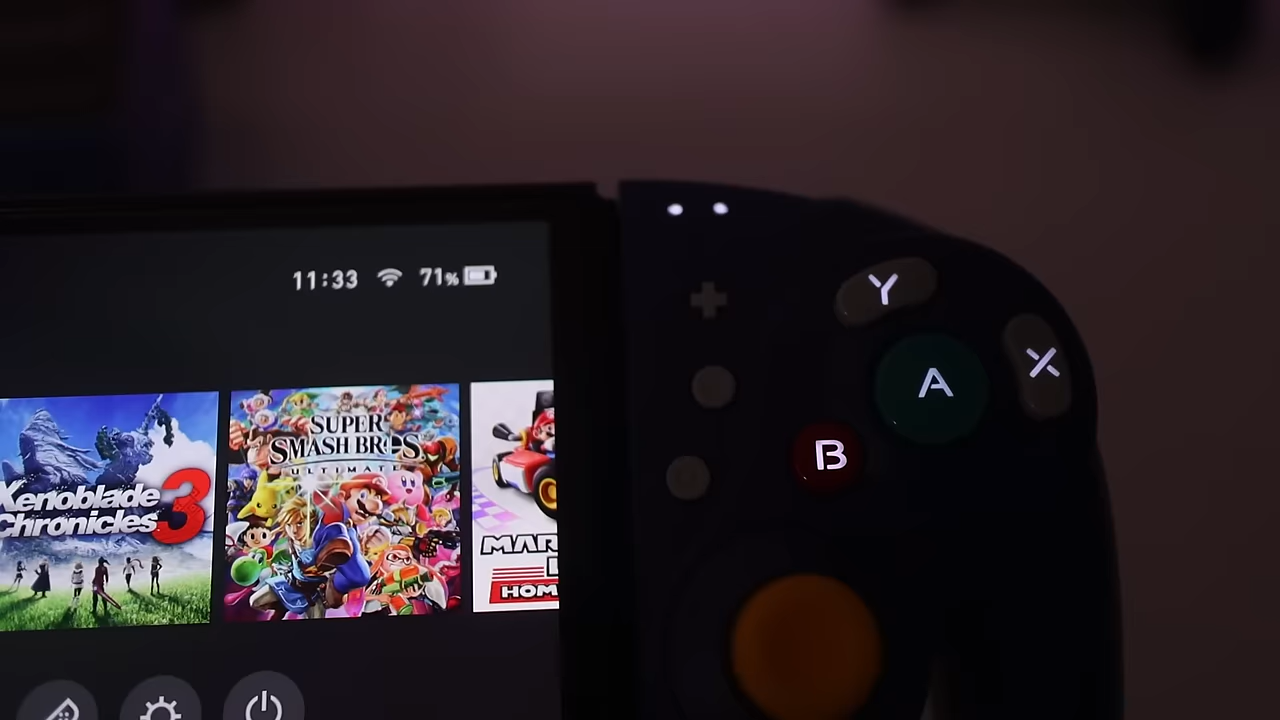 11:33 71%
Y
X
A
B
Xenoblade
Chronicles 3
SUPER
SMASH BROS
ULTIMATE
MAR
HOM